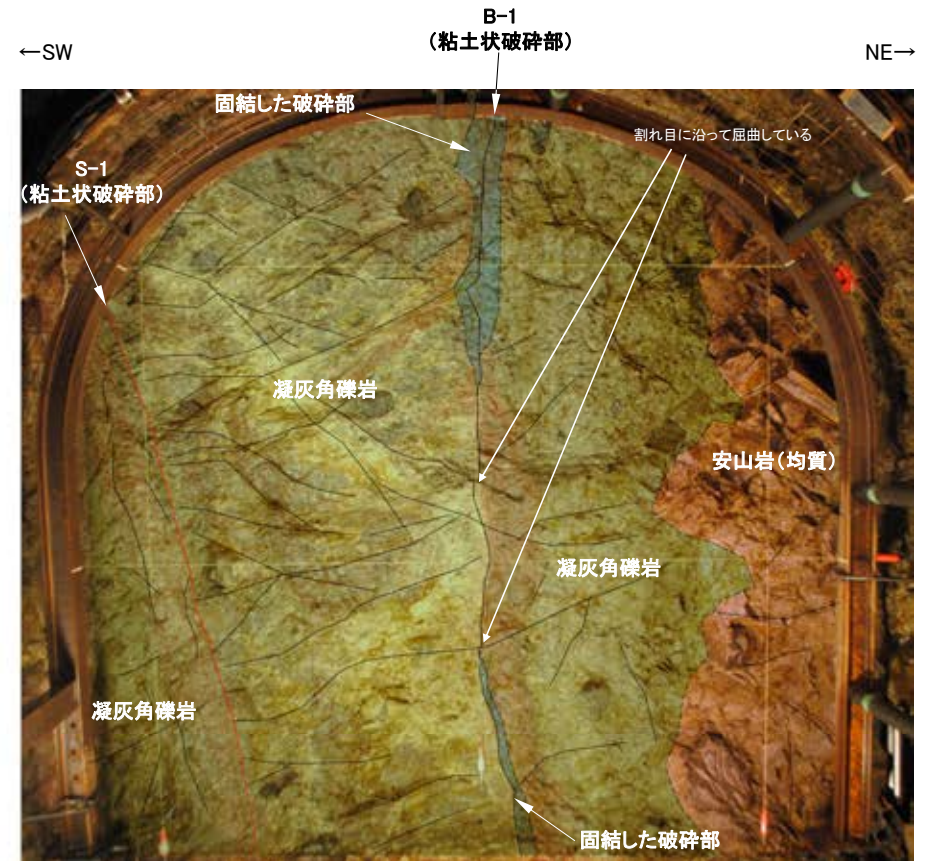 B-1
(粘土状破砕部)
←SW
NE→
固結した破砕部
割れ目に沿って屈曲している
S-1
(粘土状破砕部)
凝灰角礫岩
安山岩(均質)
凝灰角礫岩
凝灰角礫岩
固結した破砕部